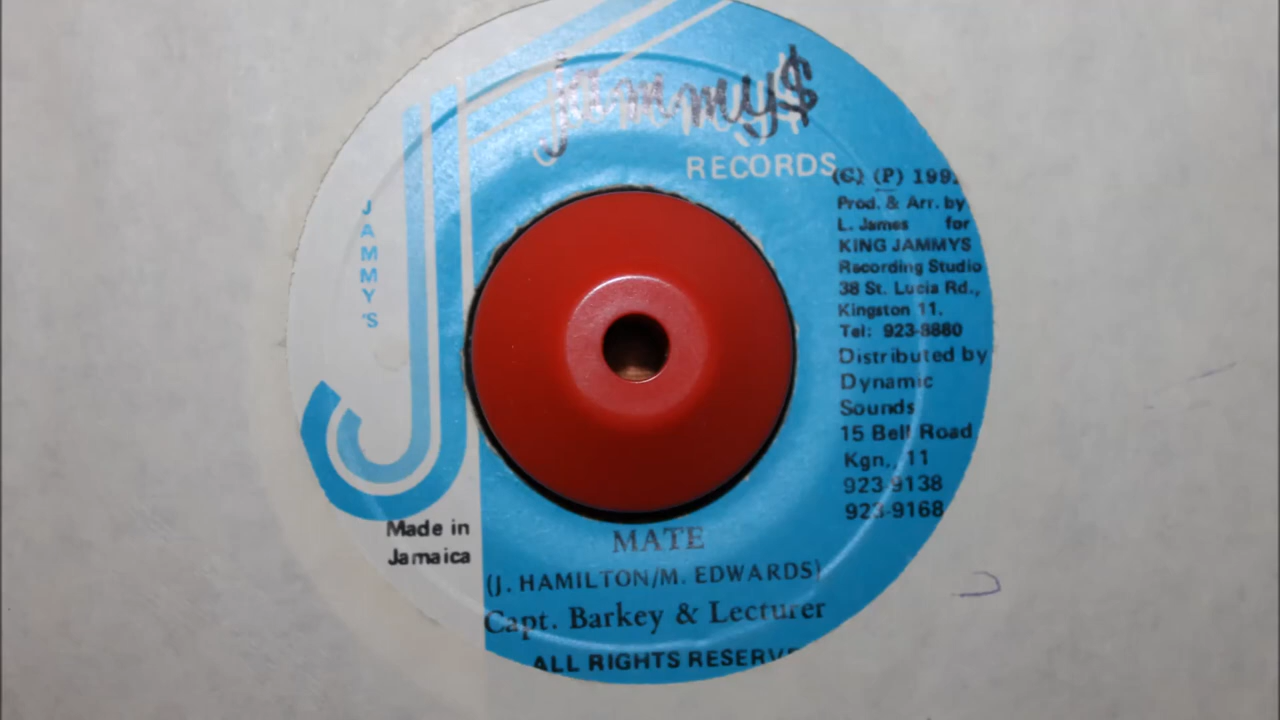 jammy$
RECORDS
JAMMY'S
(C) (P) 199
Prod. & Arr. by
L. James for
KING JAMMYS
Recording Studio
38 St. Lucia Rd.,
Kingston 11.
Tel: 923-8880
Distributed by
Dynamic
Sounds
15 Bell Road
Kgn., 11
923-9138
923-9168
Made in
Jamaica
MATE
(J. HAMILTON/M. EDWARDS)
Capt. Barkey & Lecturer
ALL RIGHTS RESERVE